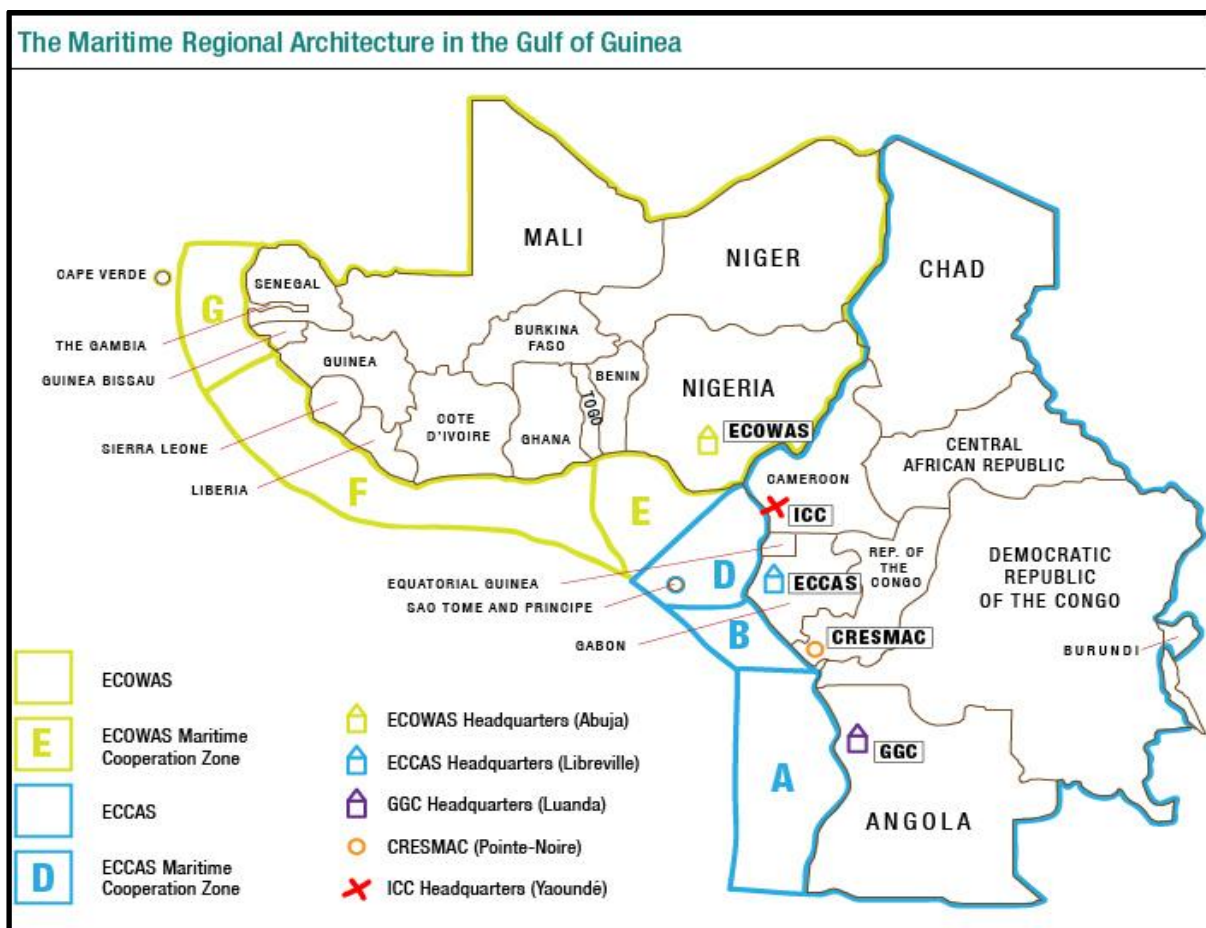 The Maritime Regional Architecture in the Gulf of Guinea
MALI
NIGER
CHAD
CAPE VERDE
SENEGAL
G
THE GAMBIA
GUINEA BISSAU
GUINEA
BURKINA
FASO
BENIN
NIGERIA
TOGO
COTE
D'IVOIRE
GHANA
ECOWAS
SIERRA LEONE
LIBERIA
CENTRAL
AFRICAN REPUBLIC
CAMEROON
F
E
ICC
REP. OF
THE
CONGO
DEMOCRATIC
REPUBLIC
OF THE CONGO
EQUATORIAL GUINEA
D
ECCAS
SAO TOME AND PRINCIPE
GABON
B
CRESMAC
BURUNDI
A
GGC
ANGOLA
ECOWAS
E
ECOWAS Maritime
Cooperation Zone
ECCAS
D
ECCAS Maritime
Cooperation Zone
ECOWAS Headquarters (Abuja)
ECCAS Headquarters (Libreville)
GGC Headquarters (Luanda)
CRESMAC (Pointe-Noire)
ICC Headquarters (Yaoundé)